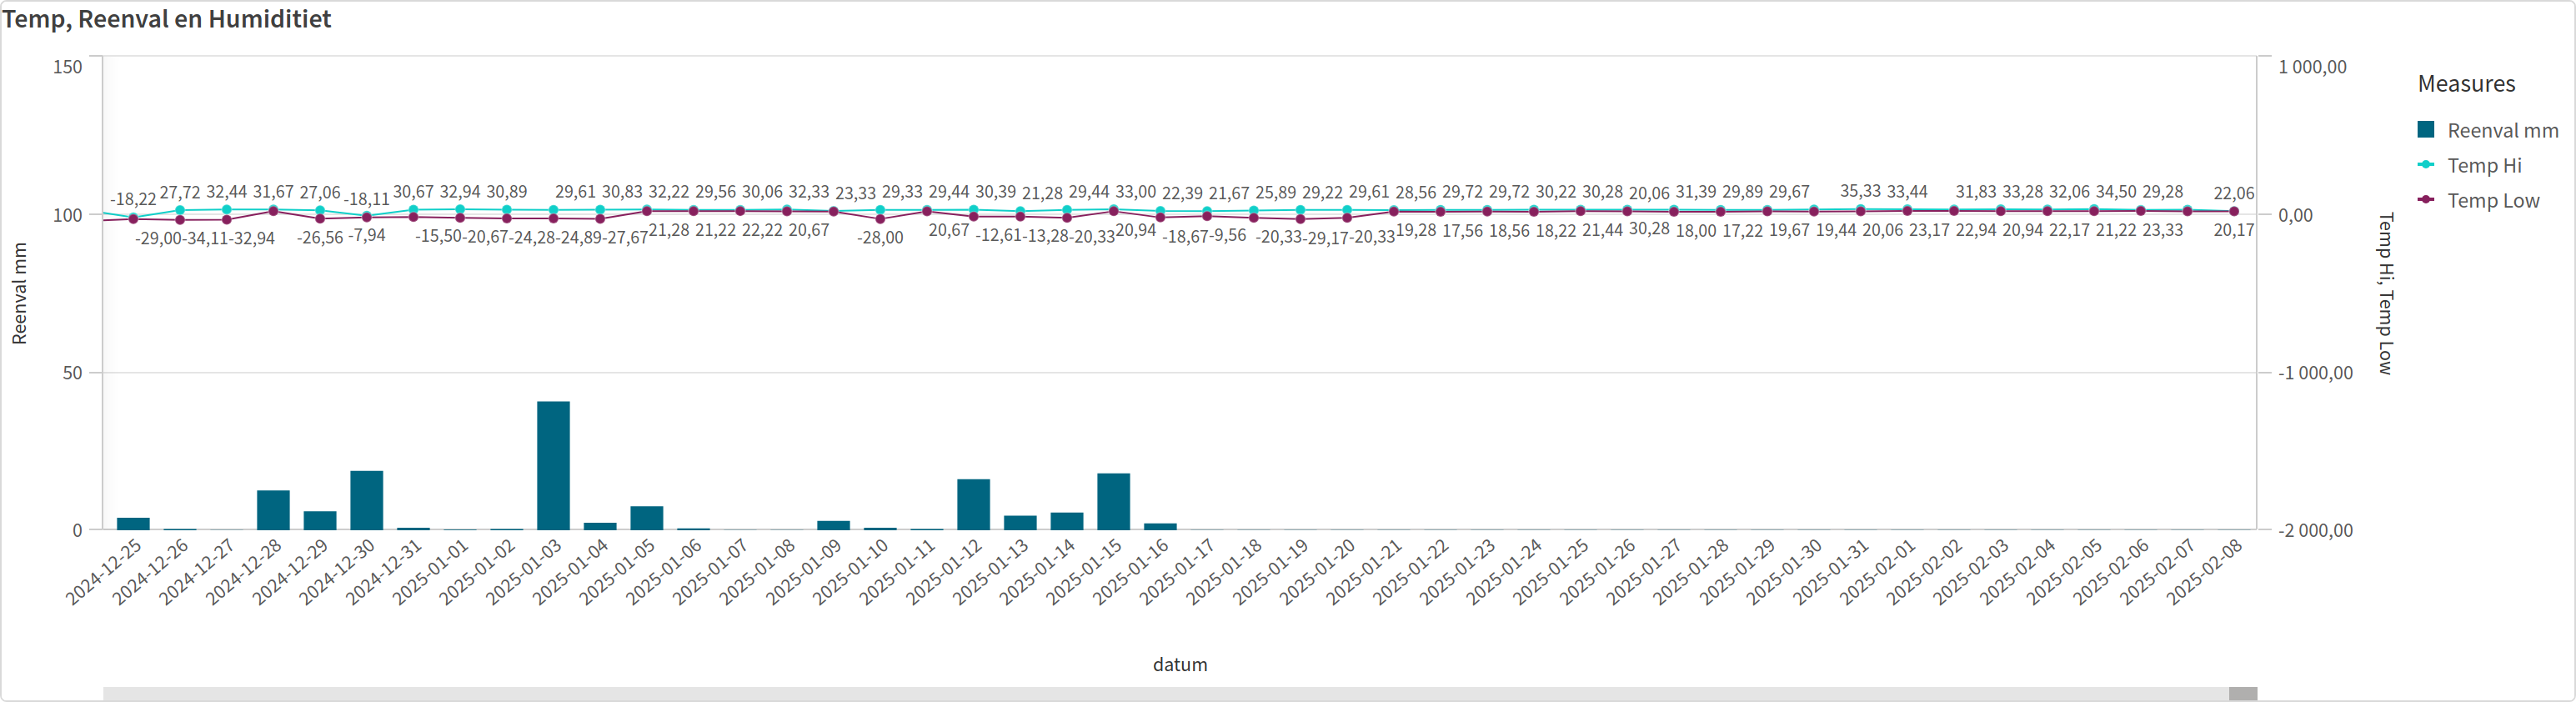 Temp, Reenval en Humiditiet
150
100
50
0
Reenval mm
1 000,00
0,00
-1 000,00
-2 000,00
Temp Hi, Temp Low
Measures
Reenval mm
Temp Hi
Temp Low
-18,22 27,72 32,44 31,67 27,06 -18,11 30,67 32,94 30,89 29,61 30,83 32,22 29,56 30,06 32,33 23,33 29,33 29,44 30,39 21,28 29,44 33,00 22,39 21,67 25,89 29,22 29,61 28,56 29,72 29,72 30,22 30,28 20,06 31,39 29,89 29,67 35,33 33,44 31,83 33,28 32,06 34,50 29,28 22,06
-29,00 -34,11 -32,94 -26,56 -7,94 -15,50 -20,67 -24,28 -24,89 -27,67 21,28 21,22 22,22 20,67 -28,00 20,67 -12,61 -13,28 -20,33 20,94 -18,67 -9,56 -20,33 -29,17 -20,33 19,28 17,56 18,56 18,22 21,44 30,28 18,00 17,22 19,67 19,44 20,06 23,17 22,94 20,94 22,17 21,22 23,33 20,17
2024-12-25 2024-12-26 2024-12-27 2024-12-28 2024-12-29 2024-12-30 2024-12-31 2025-01-01 2025-01-02 2025-01-03 2025-01-04 2025-01-05 2025-01-06 2025-01-07 2025-01-08 2025-01-09 2025-01-10 2025-01-11 2025-01-12 2025-01-13 2025-01-14 2025-01-15 2025-01-16 2025-01-17 2025-01-18 2025-01-19 2025-01-20 2025-01-21 2025-01-22 2025-01-23 2025-01-24 2025-01-25 2025-01-26 2025-01-27 2025-01-28 2025-01-29 2025-01-30 2025-01-31 2025-02-01 2025-02-02 2025-02-03 2025-02-04 2025-02-05 2025-02-06 2025-02-07 2025-02-08
datum